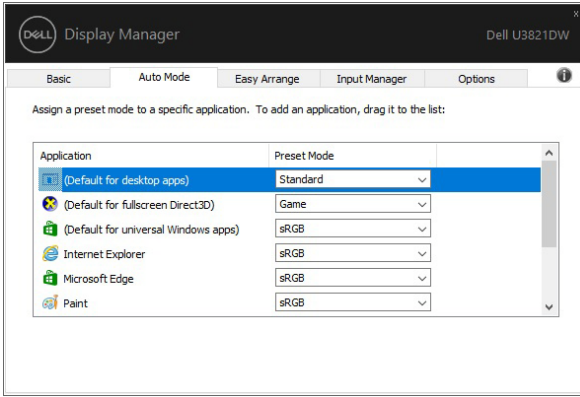 DELL Display Manager Dell U3821DW
Basic Auto Mode Easy Arrange Input Manager Options
Assign a preset mode to a specific application. To add an application, drag it to the list:
Application Preset Mode
(Default for desktop apps) Standard
(Default for fullscreen Direct3D) Game
(Default for universal Windows apps) sRGB
Internet Explorer sRGB
Microsoft Edge sRGB
Paint sRGB